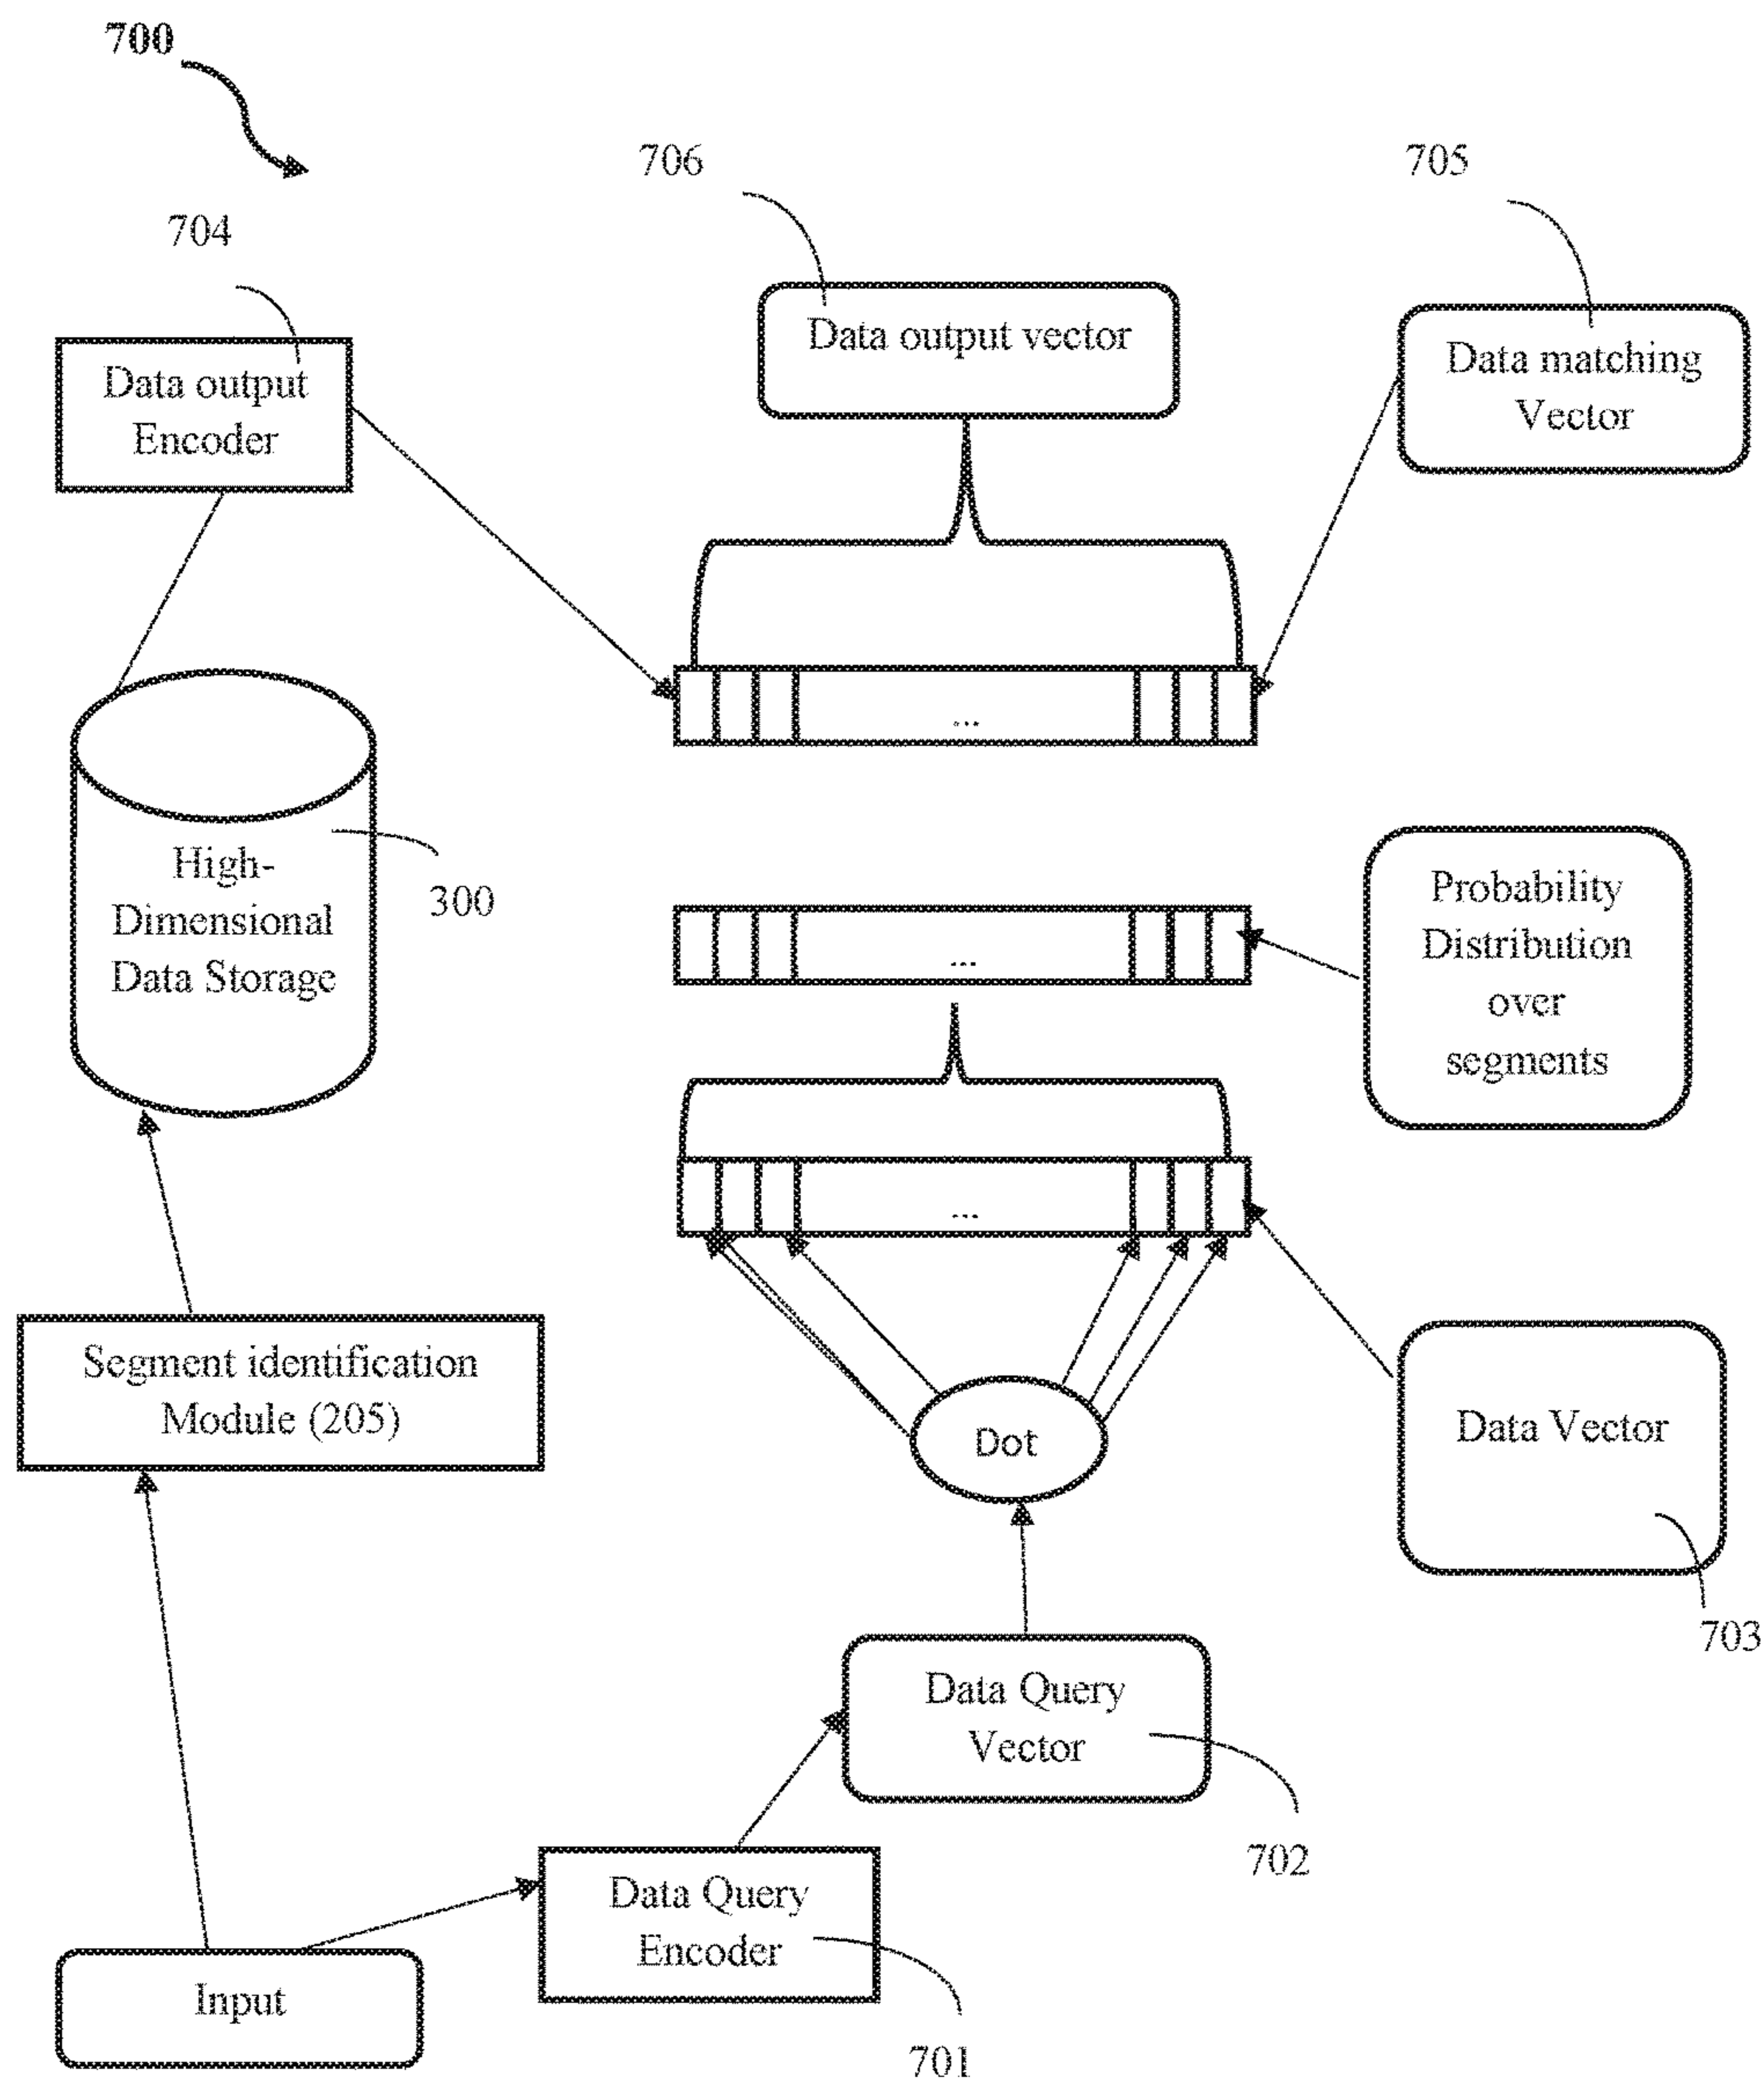 700
706
705
704
Data output vector
Data matching
Vector
Data output
Encoder
High-
Dimensional
Data Storage
300
Probability
Distribution
over
segments
...
...
...
Segment identification
Module (205)
Dot
Data Vector
703
Data Query
Vector
702
Data Query
Encoder
701
Input